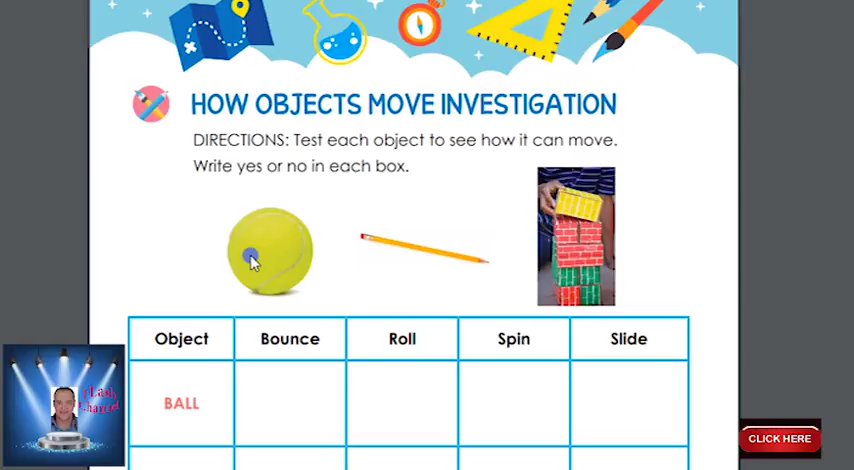 HOW OBJECTS MOVE INVESTIGATION
DIRECTIONS: Test each object to see how it can move.
Write yes or no in each box.
Object Bounce Roll Spin Slide
BALL
CLICK HERE